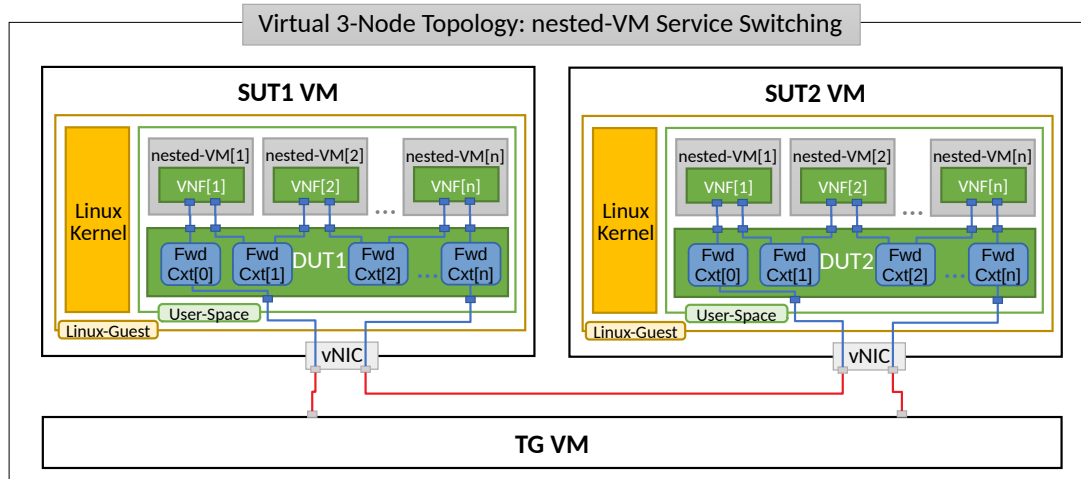 Virtual 3-Node Topology: nested-VM Service Switching
SUT1 VM
Linux
Kernel
nested-VM[1]
nested-VM[2]
nested-VM[n]
VNF[1]
VNF[2]
...
VNF[n]
Fwd
Cxt[0]
Fwd
Cxt[1]
DUT1
Fwd
Cxt[2]
...
Fwd
Cxt[n]
User-Space
Linux-Guest
vNIC
SUT2 VM
Linux
Kernel
nested-VM[1]
nested-VM[2]
nested-VM[n]
VNF[1]
VNF[2]
...
VNF[n]
Fwd
Cxt[0]
Fwd
Cxt[1]
DUT2
Fwd
Cxt[2]
...
Fwd
Cxt[n]
User-Space
Linux-Guest
vNIC
TG VM